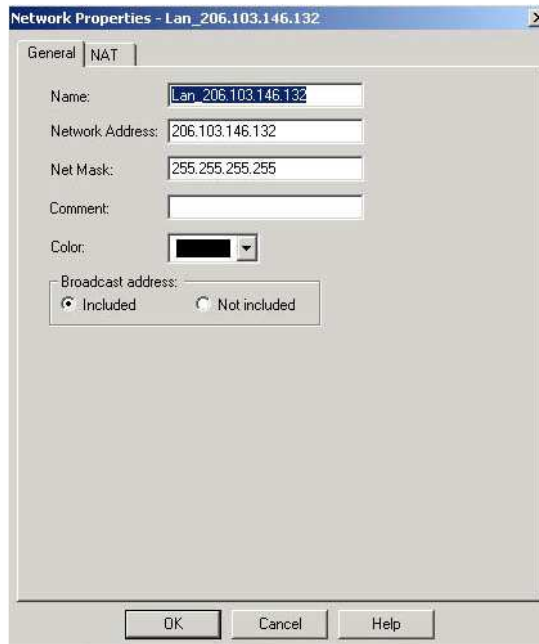 Network Properties - Lan_206.103.146.132
General NAT
Name: Lan_206.103.146.132
Network Address: 206.103.146.132
Net Mask: 255.255.255.255
Comment:
Color:
Broadcast address:
Included Not included
OK Cancel Help